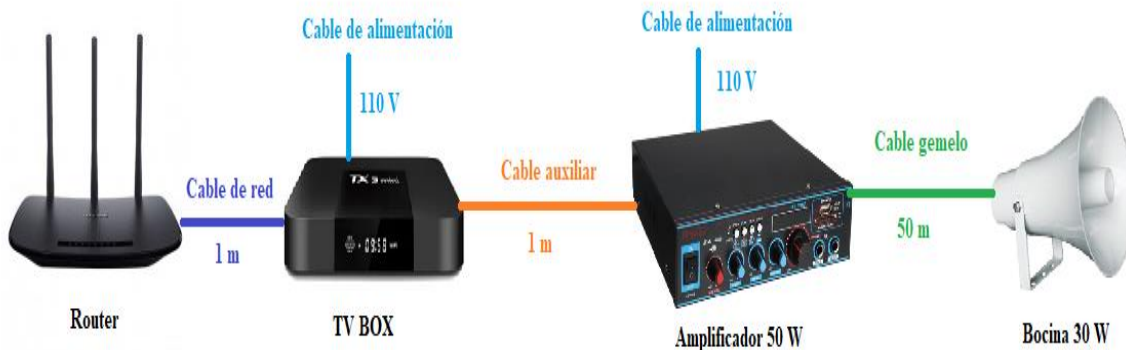 Cable de alimentación
110 V
Cable de alimentación
110 V
Cable de red
1 m
Cable auxiliar
1 m
Cable gemelo
50 m
TX 3 mini
Router
TV BOX
Amplificador 50 W
Bocina 30 W